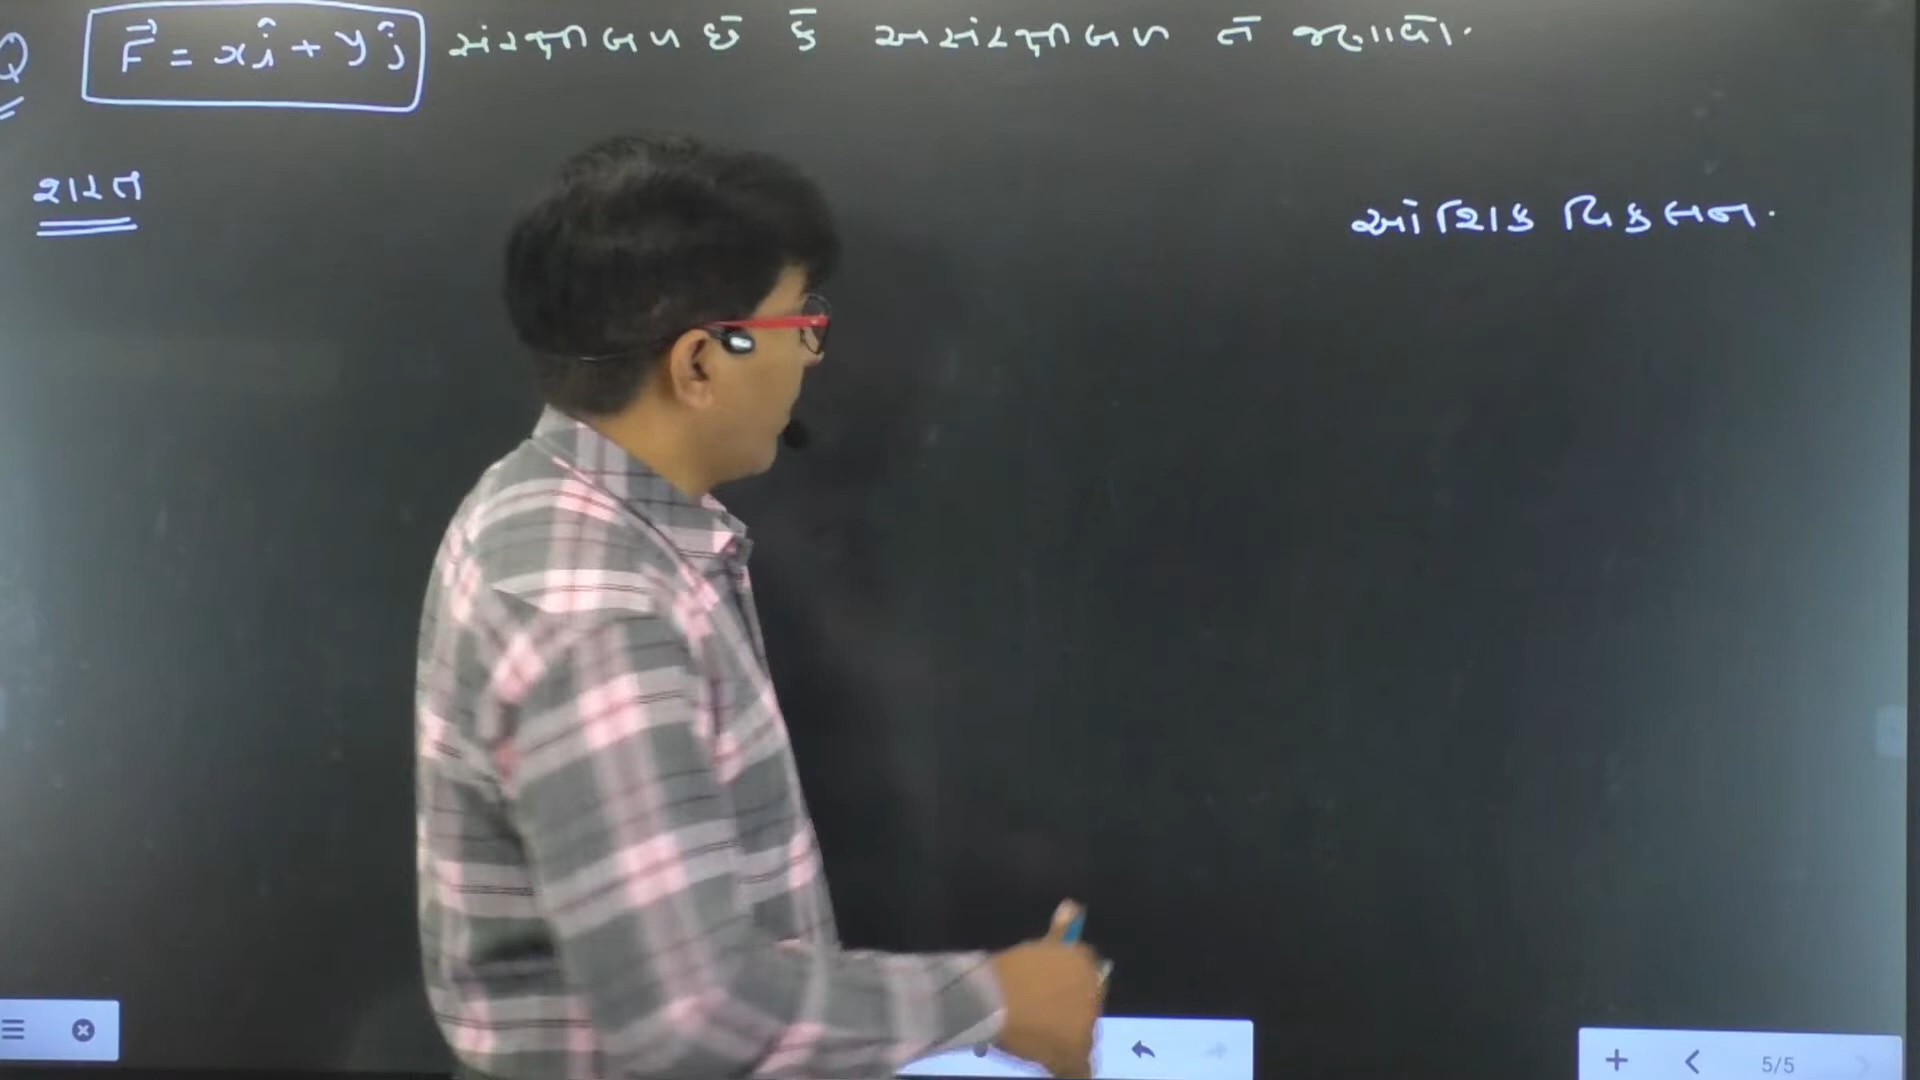 Q F⃗ = xî + yĵ સંરક્ષી બળ છે કે અસંરક્ષી બળ તે જણાવો.
શરત
આંશિક વિકલન.
5/5